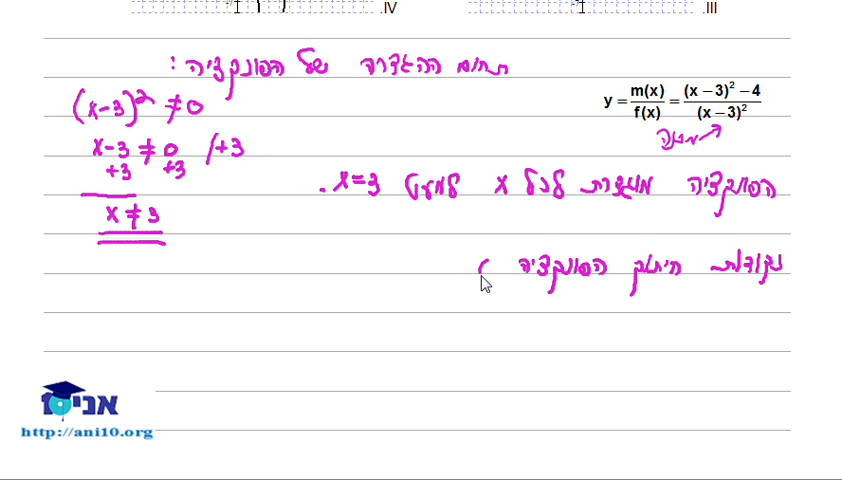 III. IV.
תחום ההגדרה של הפונקציה:
y = m(x)/f(x) = ((x – 3)² – 4)/((x – 3)²)
(x-3)² ≠ 0
x-3 ≠ 0 /+3
+3 +3
x ≠ 3
הפונקציה מוגדרת לכל x למעט x=3.
נקודות חיתוך הפונקציה
אני10
http://ani10.org